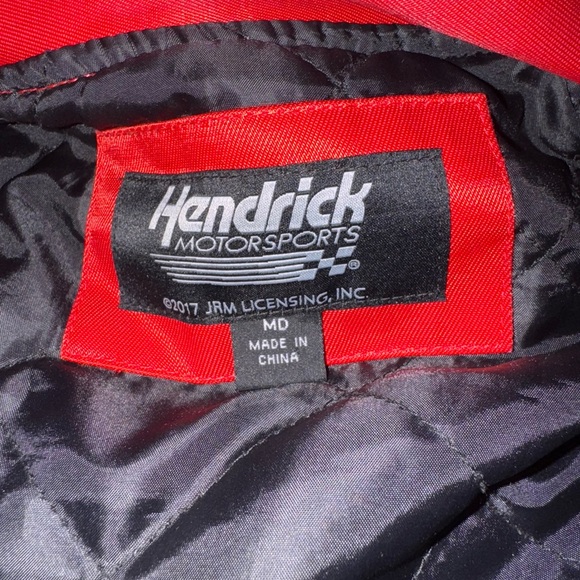 Hendrick
MOTORSPORTS
®
©2017 JRM LICENSING, INC.
MD
MADE IN
CHINA